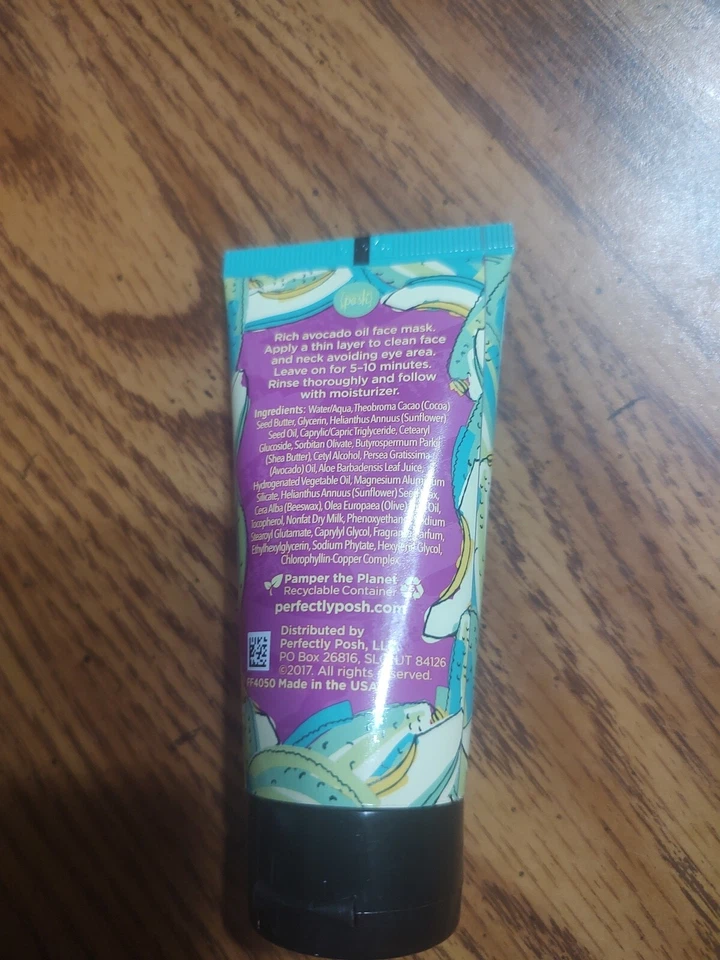 posh
Rich avocado oil face mask.
Apply a thin layer to clean face
and neck avoiding eye area.
Leave on for 5-10 minutes.
Rinse thoroughly and follow
with moisturizer.
Ingredients: Water/Aqua, Theobroma Cacao (Cocoa)
Seed Butter, Glycerin, Helianthus Annuus (Sunflower)
Seed Oil, Caprylic/Capric Triglyceride, Cetearyl
Glucoside, Sorbitan Olivate, Butyrospermum Parkii
(Shea Butter), Cetyl Alcohol, Persea Gratissima
(Avocado) Oil, Aloe Barbadensis Leaf Juice,
Hydrogenated Vegetable Oil, Magnesium Aluminum
Silicate, Helianthus Annuus (Sunflower) Seed Wax,
Cera Alba (Beeswax), Olea Europaea (Olive) Oil,
Tocopherol, Nonfat Dry Milk, Phenoxyethanol, Sodium
Stearoyl Glutamate, Caprylyl Glycol, Fragrance/Parfum,
Ethylhexylglycerin, Sodium Phytate, Hexylene Glycol,
Chlorophyllin-Copper Complex
Pamper the Planet
Recyclable Container
perfectlyposh.com
Distributed by
Perfectly Posh, LLC
PO Box 26816, SLC, UT 84126
©2017. All rights reserved.
FF4050 Made in the USA